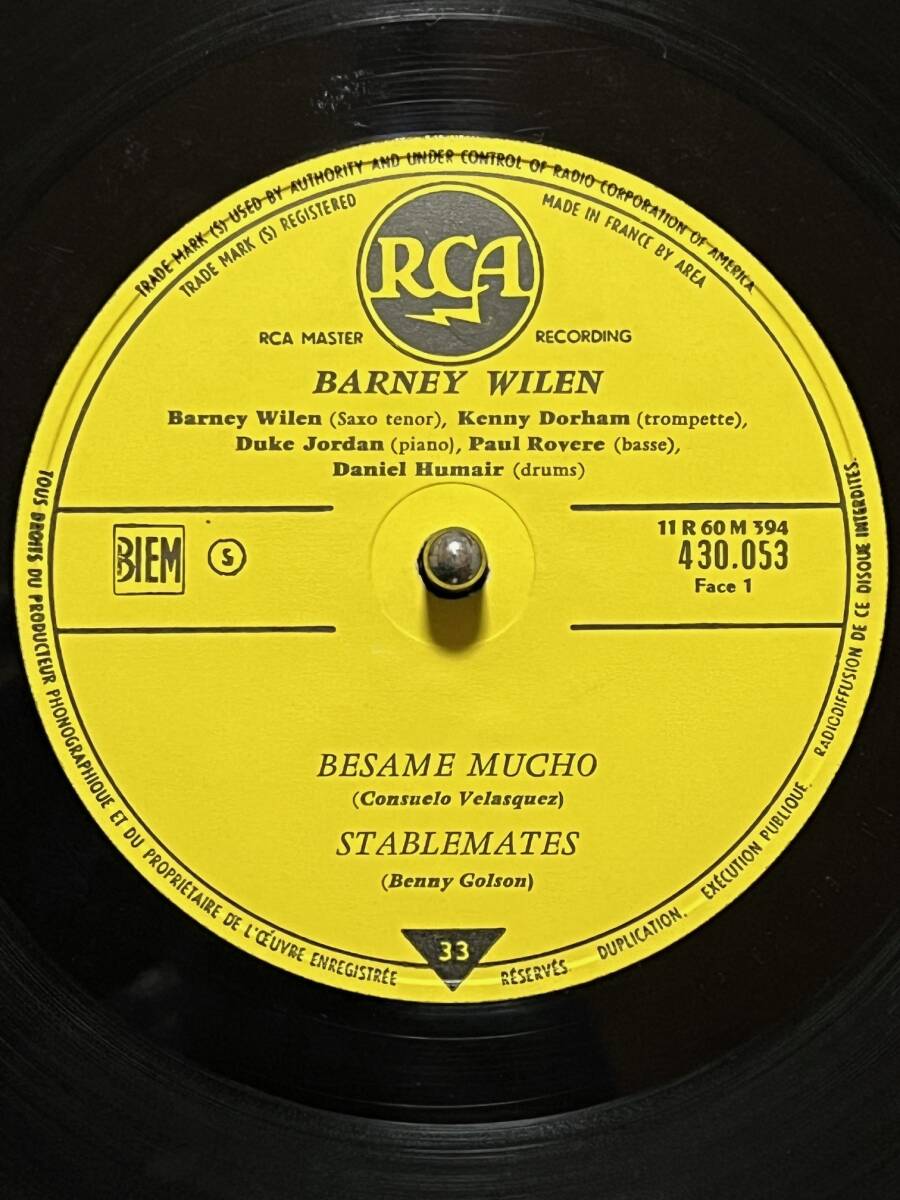 TRADE MARK (S) USED BY AUTHORITY AND UNDER CONTROL OF RADIO CORPORATION OF AMERICA
TRADE MARK (S) REGISTERED
MADE IN FRANCE BY AREA
RCA
RCA MASTER RECORDING
BARNEY WILEN
Barney Wilen (Saxo tenor), Kenny Dorham (trompette),
Duke Jordan (piano), Paul Rovere (basse),
Daniel Humair (drums)
BIEM
S
11 R 60 M 394
430.053
Face 1
BESAME MUCHO
(Consuelo Velasquez)
STABLEMATES
(Benny Golson)
33
TOUS DROITS DU PRODUCTEUR PHONOGRAPHIQUE ET DU PROPRIÉTAIRE DE L'ŒUVRE ENREGISTRÉE RÉSERVÉS. DUPLICATION. EXÉCUTION PUBLIQUE. RADIODIFFUSION DE CE DISQUE INTERDITES.